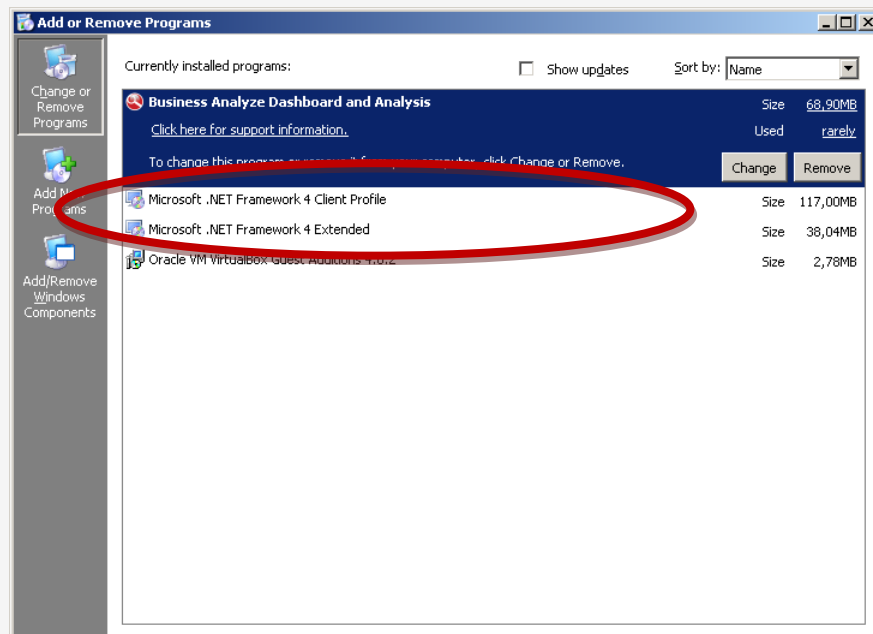 Add or Remove Programs
Change or
Remove
Programs
Add New
Programs
Add/Remove
Windows
Components
Currently installed programs:
Show updates
Sort by: Name
Business Analyze Dashboard and Analysis
Size 68,90MB
Click here for support information.
Used rarely
To change this program or remove it from your computer, click Change or Remove.
Change Remove
Microsoft .NET Framework 4 Client Profile
Size 117,00MB
Microsoft .NET Framework 4 Extended
Size 38,04MB
Oracle VM VirtualBox Guest Additions
Size 2,78MB